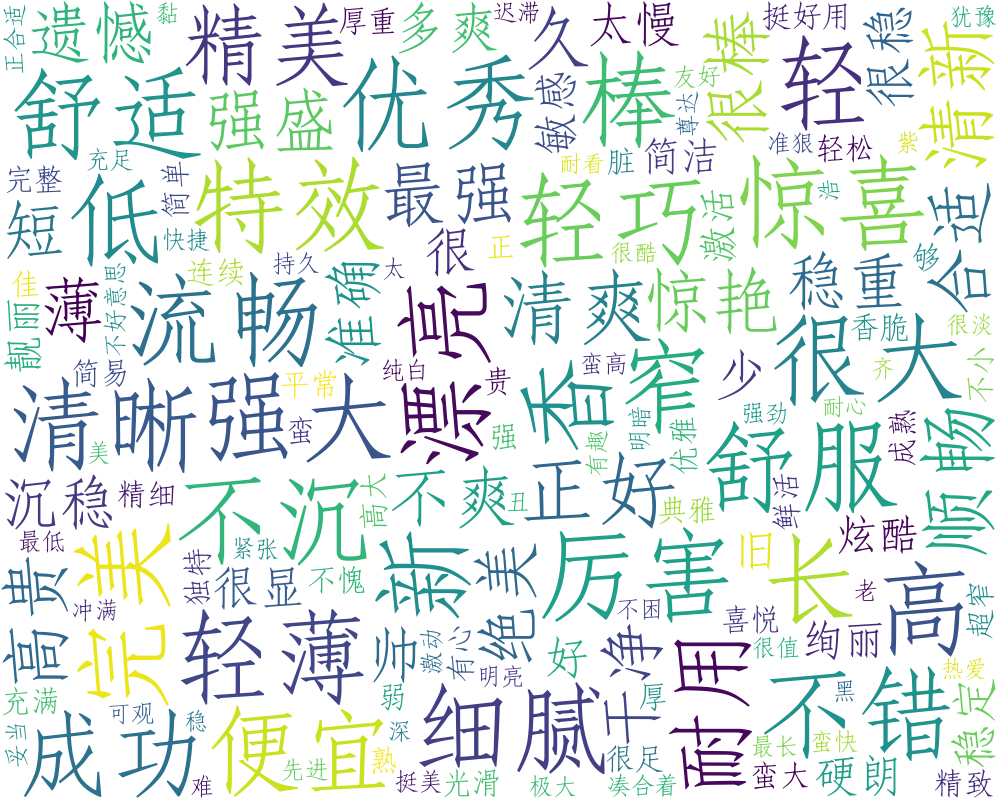 正合适
遗憾
黏
精美
厚重
多爽
迟滞
久
太慢
很棒
挺好用
轻
很稳
犹豫
清新
舒适
强盛
优秀
敏感
棒
友好
尊达
准狠
轻松
紫
完整
充足
短
低
简单
快捷
特效
最强
耐看
脏
简洁
轻巧
激活
很酷
惊喜
浩
合适
够
佳
靓丽
薄
不好意思
连续
流畅
持久
准确
太
很
正
漂亮
清爽
惊艳
稳重
很大
香脆
很淡
不小
齐
简易
清晰
美
强大
平常
蛮
纯白
贵
强
香
蛮高
有趣
明暗
窄
优雅
少
强劲
耐心
舒服
成熟
顺畅
沉稳
精细
不沉
高大
不爽
丑
正好
典雅
鲜活
炫酷
最低
贵
完美
冲满
独特
紧张
很显
不愧
新
绝美
厉害
旧
长
老
高
超窄
高
轻薄
帅
激动
有心
明亮
好
不困
干净
喜悦
很值
耐用
绚丽
不错
黑
热爱
稳定
充满
妥当
成功
可观
稳
难
便宜
先进
熟
弱
深
挺美
细腻
光滑
极大
厚
很足
凑合着
最长
蛮大
蛮快
硬朗
精致